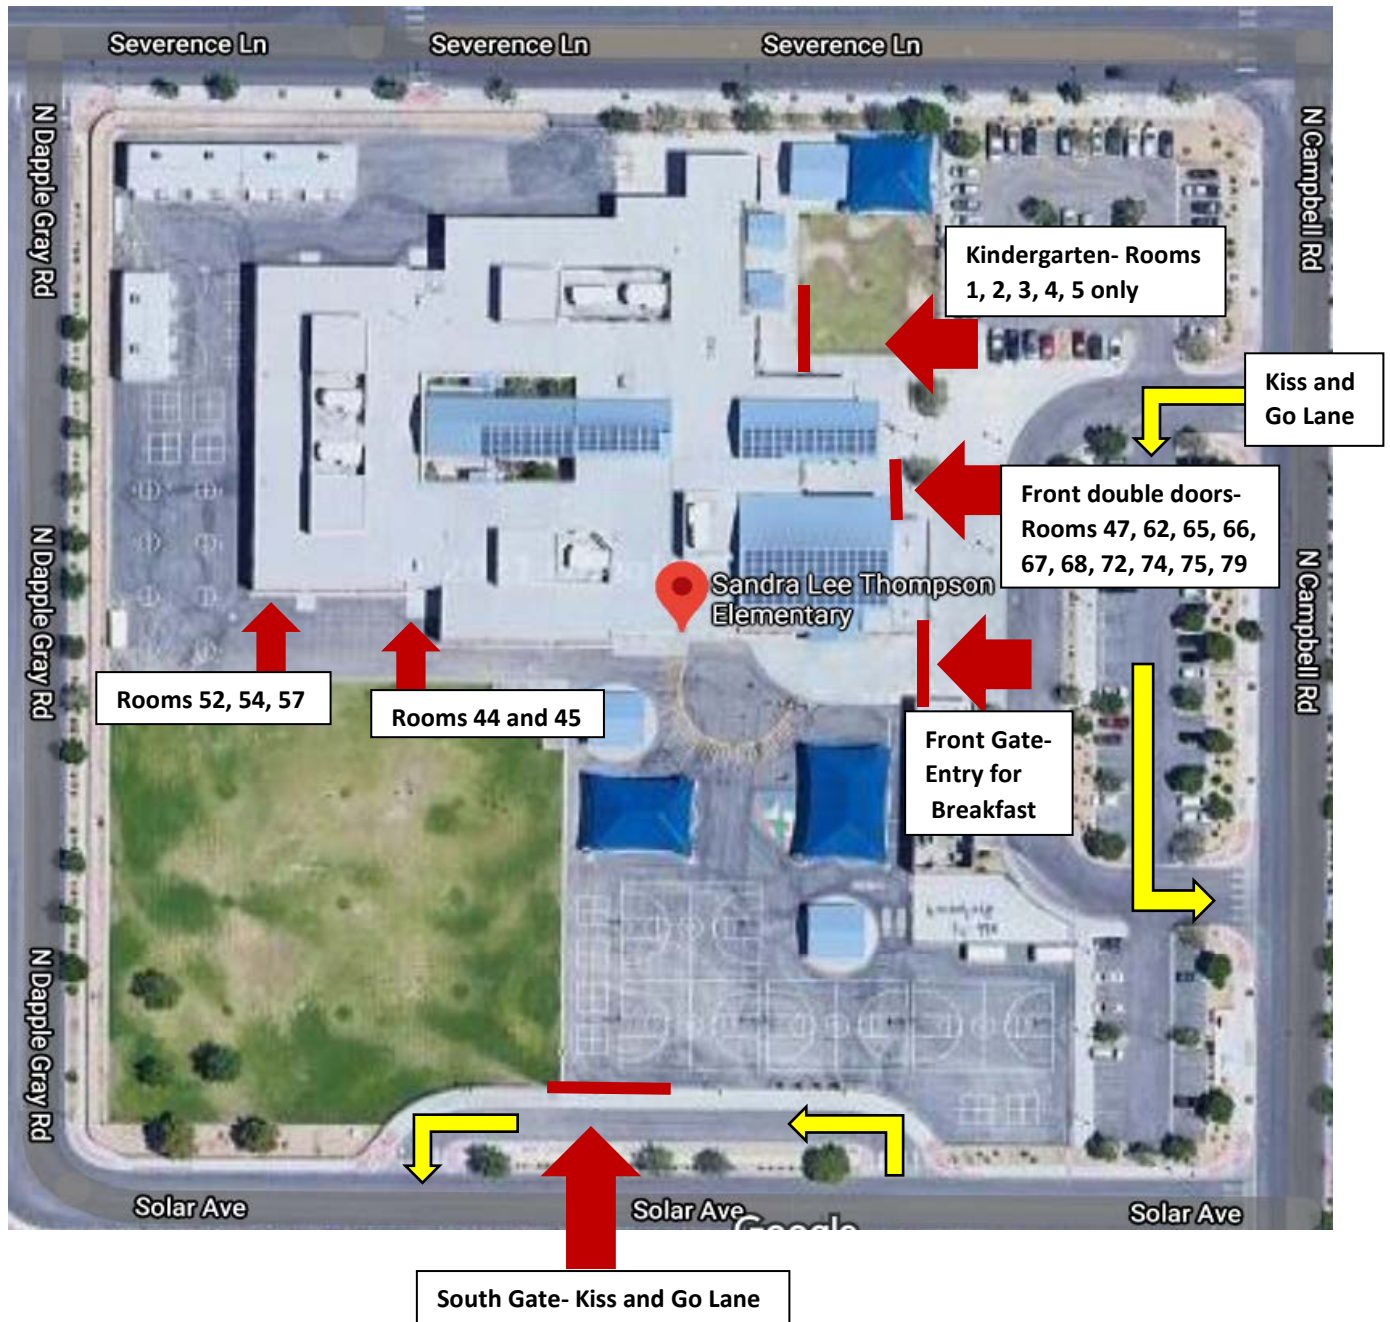 Severence Ln
Severence Ln
Severence Ln
N Dapple Gray Rd
N Campbell Rd
Kindergarten- Rooms
1, 2, 3, 4, 5 only
Kiss and
Go Lane
Front double doors-
Rooms 47, 62, 65, 66,
67, 68, 72, 74, 75, 79
N Dapple Gray Rd
N Campbell Rd
Sandra Lee Thompson
Elementary
Rooms 52, 54, 57
Rooms 44 and 45
Front Gate-
Entry for
Breakfast
N Dapple Gray Rd
Solar Ave
Solar Ave
Google
Solar Ave
South Gate- Kiss and Go Lane